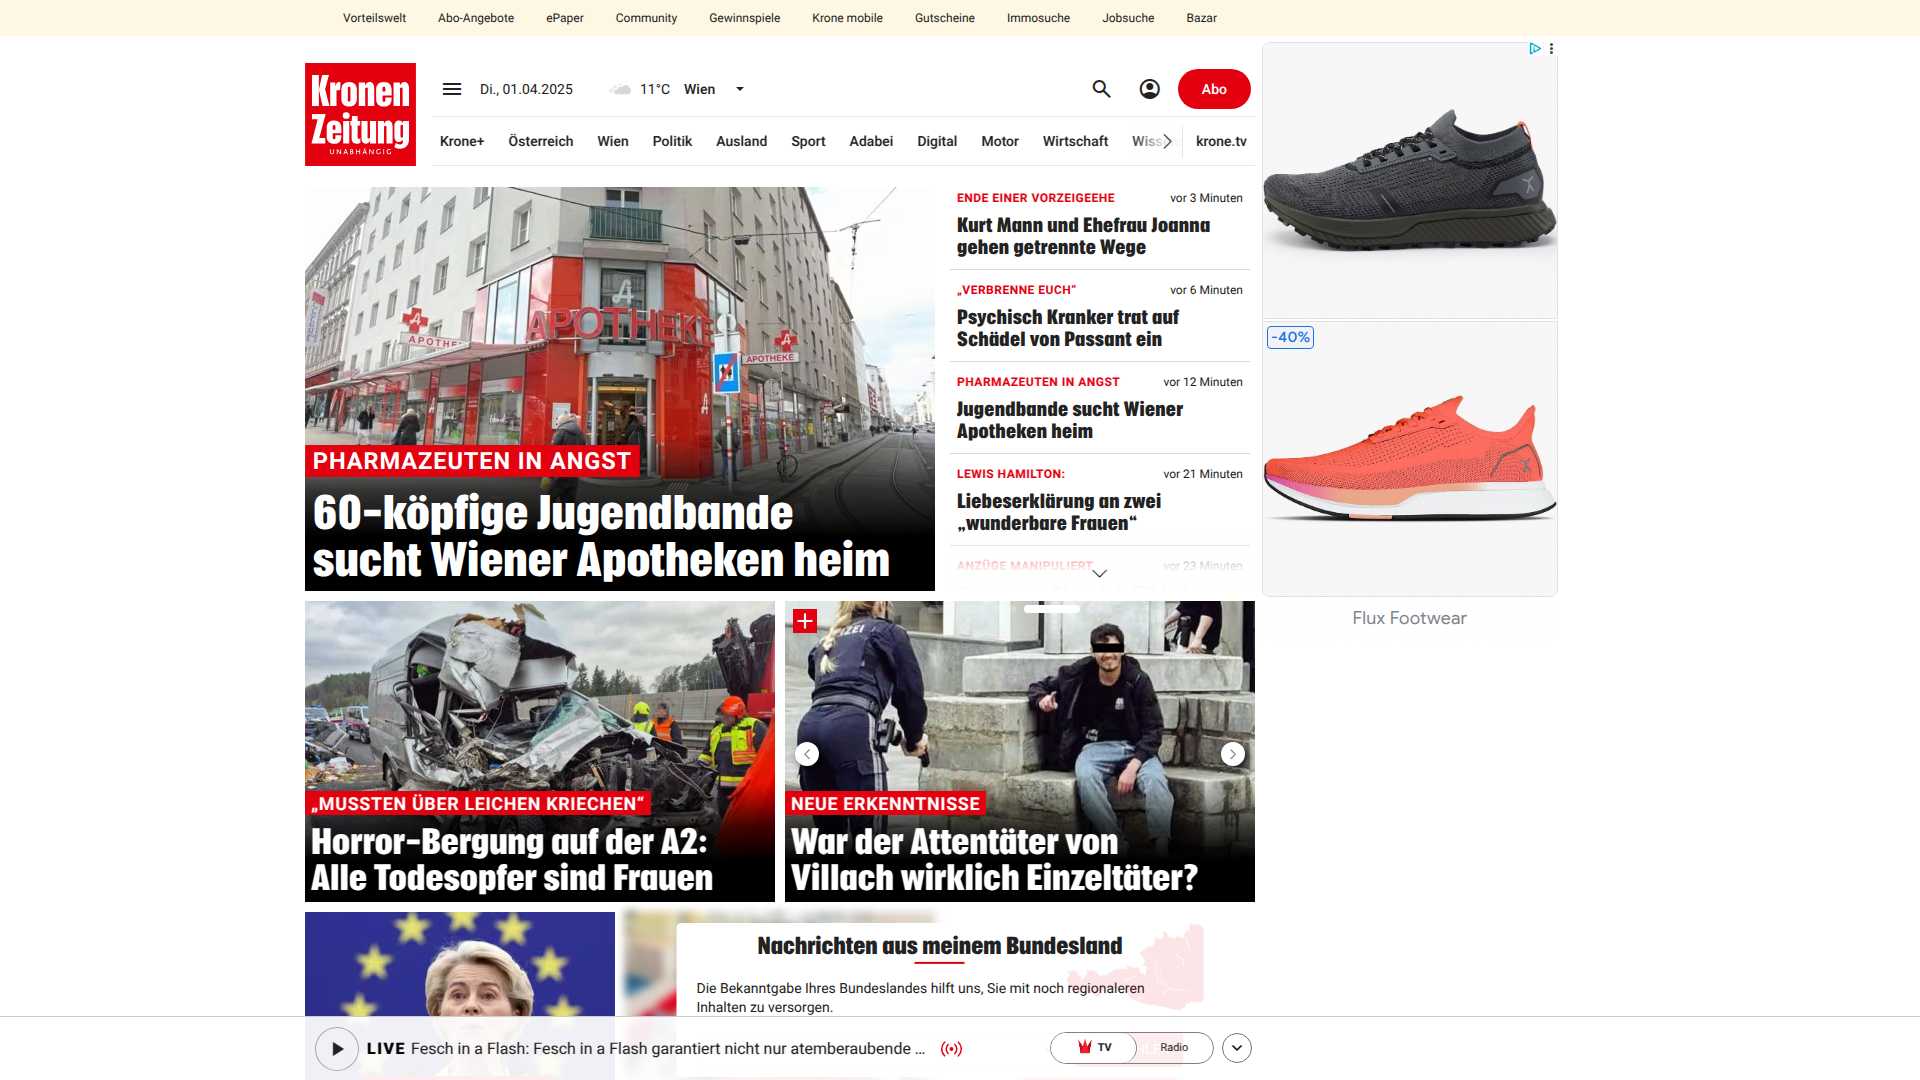 Vorteilswelt Abo-Angebote ePaper Community Gewinnspiele Krone mobile Gutscheine Immosuche Jobsuche Bazar
Kronen
Zeitung
UNABHÄNGIG
Di., 01.04.2025 11°C Wien
Abo
Krone+ Österreich Wien Politik Ausland Sport Adabei Digital Motor Wirtschaft Wiss krone.tv
APOTHEKE
APOTHEKE
PHARMAZEUTEN IN ANGST
60-köpfige Jugendbande
sucht Wiener Apotheken heim
ENDE EINER VORZEIGEEHE vor 3 Minuten
Kurt Mann und Ehefrau Joanna
gehen getrennte Wege
„VERBRENNE EUCH“ vor 6 Minuten
Psychisch Kranker trat auf
Schädel von Passant ein
PHARMAZEUTEN IN ANGST vor 12 Minuten
Jugendbande sucht Wiener
Apotheken heim
LEWIS HAMILTON: vor 21 Minuten
Liebeserklärung an zwei
„wunderbare Frauen“
ANZÜGE MANIPULIERT vor 23 Minuten
-40%
Flux Footwear
„MUSSTEN ÜBER LEICHEN KRIECHEN“
Horror-Bergung auf der A2:
Alle Todesopfer sind Frauen
NEUE ERKENNTNISSE
War der Attentäter von
Villach wirklich Einzeltäter?
Nachrichten aus meinem Bundesland
Die Bekanntgabe Ihres Bundeslandes hilft uns, Sie mit noch regionaleren
Inhalten zu versorgen.
LIVE Fesch in a Flash: Fesch in a Flash garantiert nicht nur atemberaubende ...
TV Radio